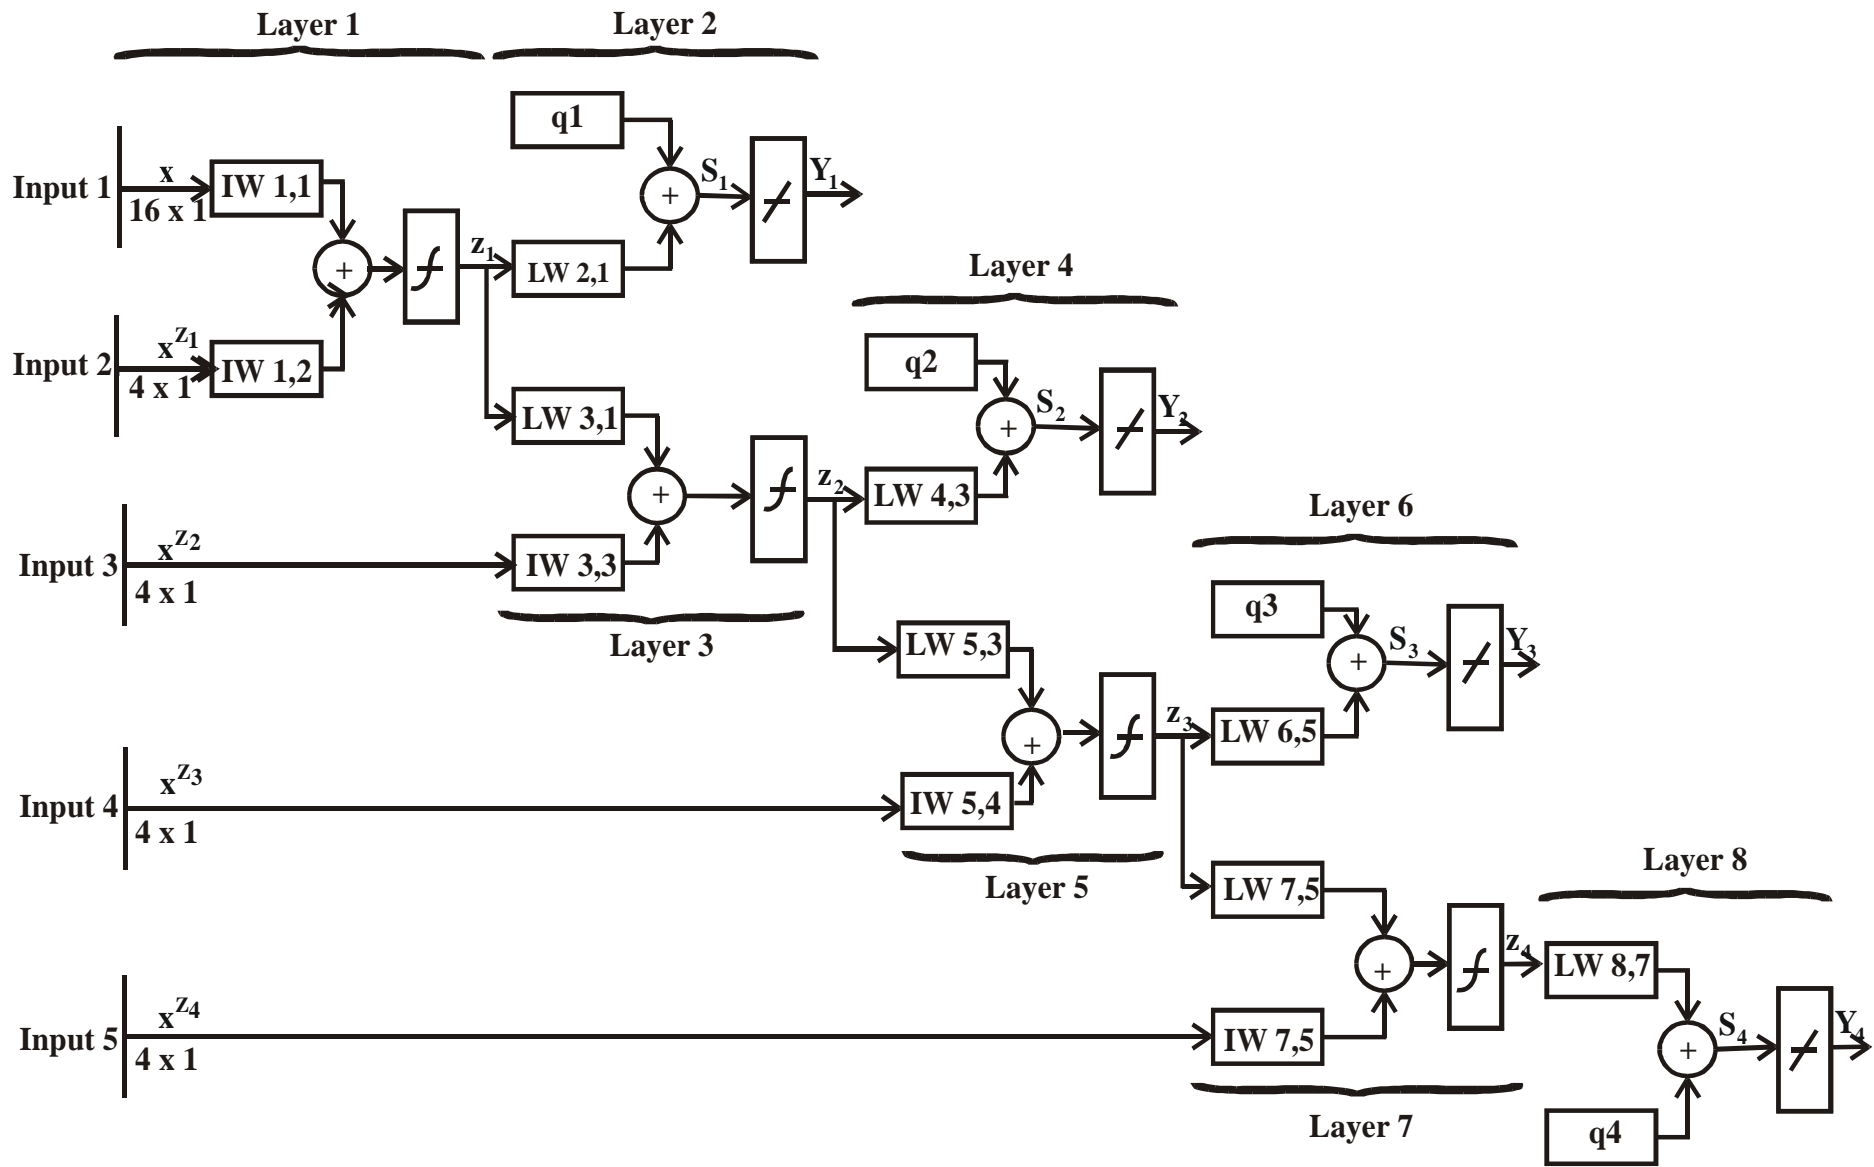 Layer 1
Layer 2
q1
Input 1
x
16 x 1
IW 1,1
+
z1
LW 2,1
+
S1
Y1
Input 2
xz1
4 x 1
IW 1,2
Layer 4
q2
LW 3,1
+
S2
Y2
z2
LW 4,3
+
Input 3
xz2
4 x 1
IW 3,3
Layer 3
Layer 6
q3
LW 5,3
+
S3
Y3
z3
LW 6,5
+
Input 4
xz3
4 x 1
IW 5,4
Layer 5
Layer 8
LW 7,5
+
z4
LW 8,7
Input 5
xz4
4 x 1
IW 7,5
+
S4
Y4
Layer 7
q4